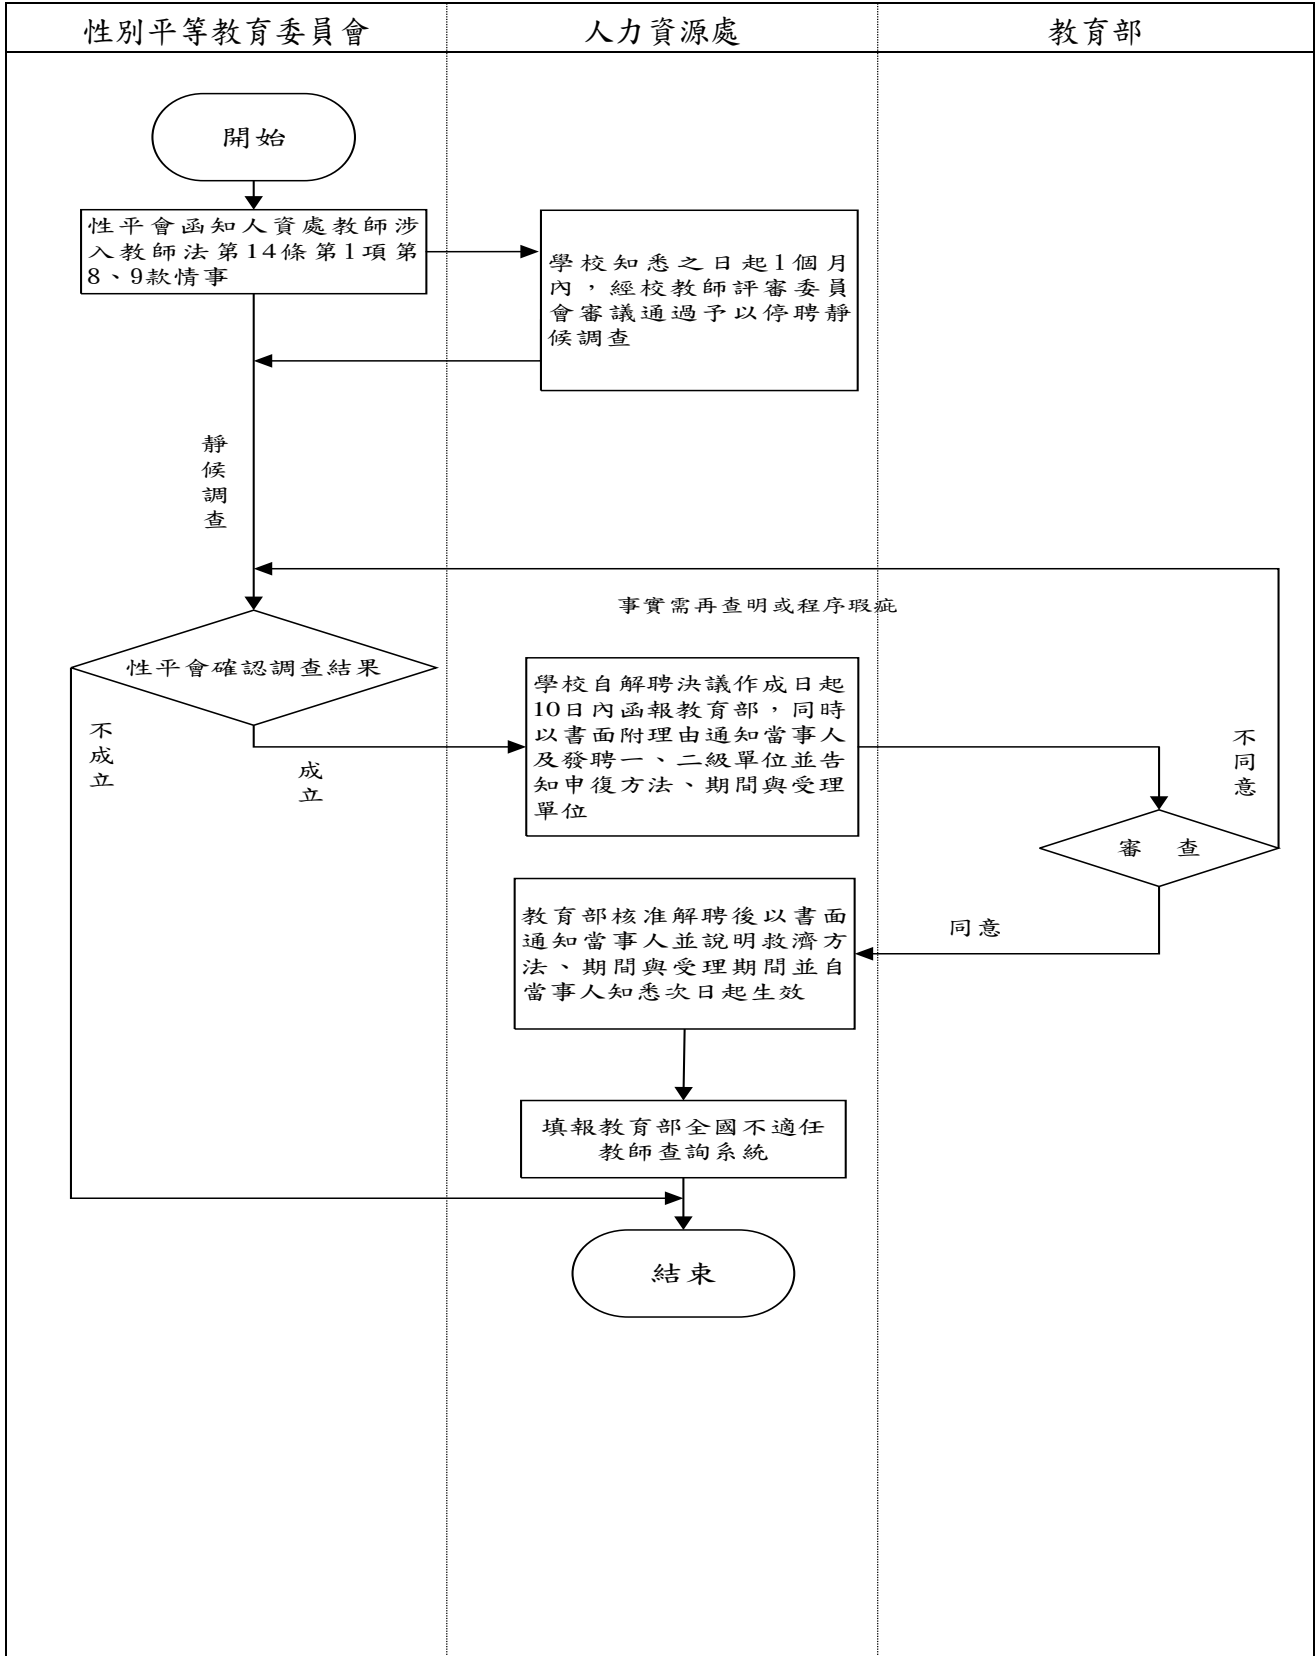 性別平等教育委員會
人力資源處
教育部
開始
性平會函知人資處教師涉
入教師法第14條第1項第
8、9款情事
學校知悉之日起1個月
內，經校教師評審委員
會審議通過予以停聘靜
候調查
靜
候
調
查
事實需再查明或程序瑕疵
性平會確認調查結果
學校自解聘決議作成日起
10日內函報教育部，同時
以書面附理由通知當事人
及發聘一、二級單位並告
知申復方法、期間與受理
單位
不
成
立
成
立
不
同
意
審 查
教育部核准解聘後以書面
通知當事人並說明救濟方
法、期間與受理期間並自
當事人知悉次日起生效
同意
填報教育部全國不適任
教師查詢系統
結束